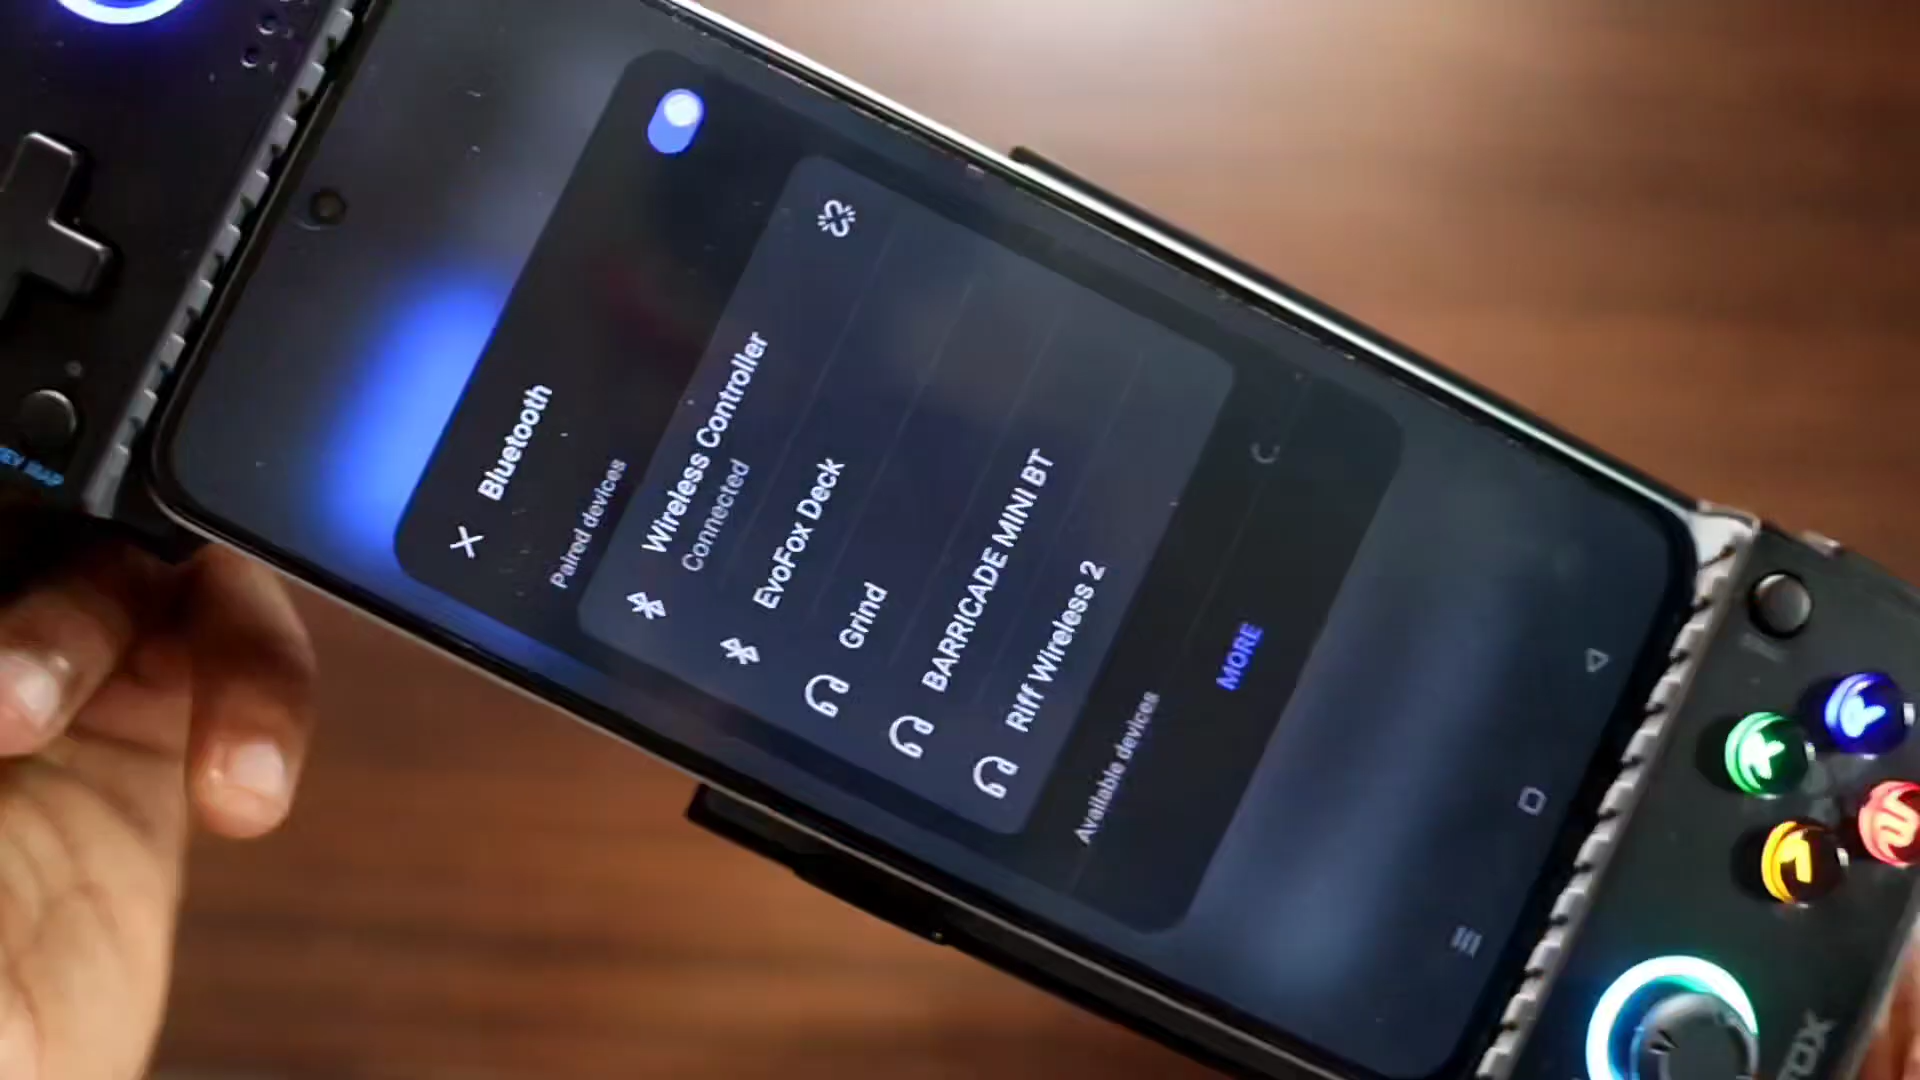 Bluetooth
Paired devices
Wireless Controller
Connected
EvoFox Deck
Grind
BARRICADE MINI BT
Riff Wireless 2
Available devices
MORE